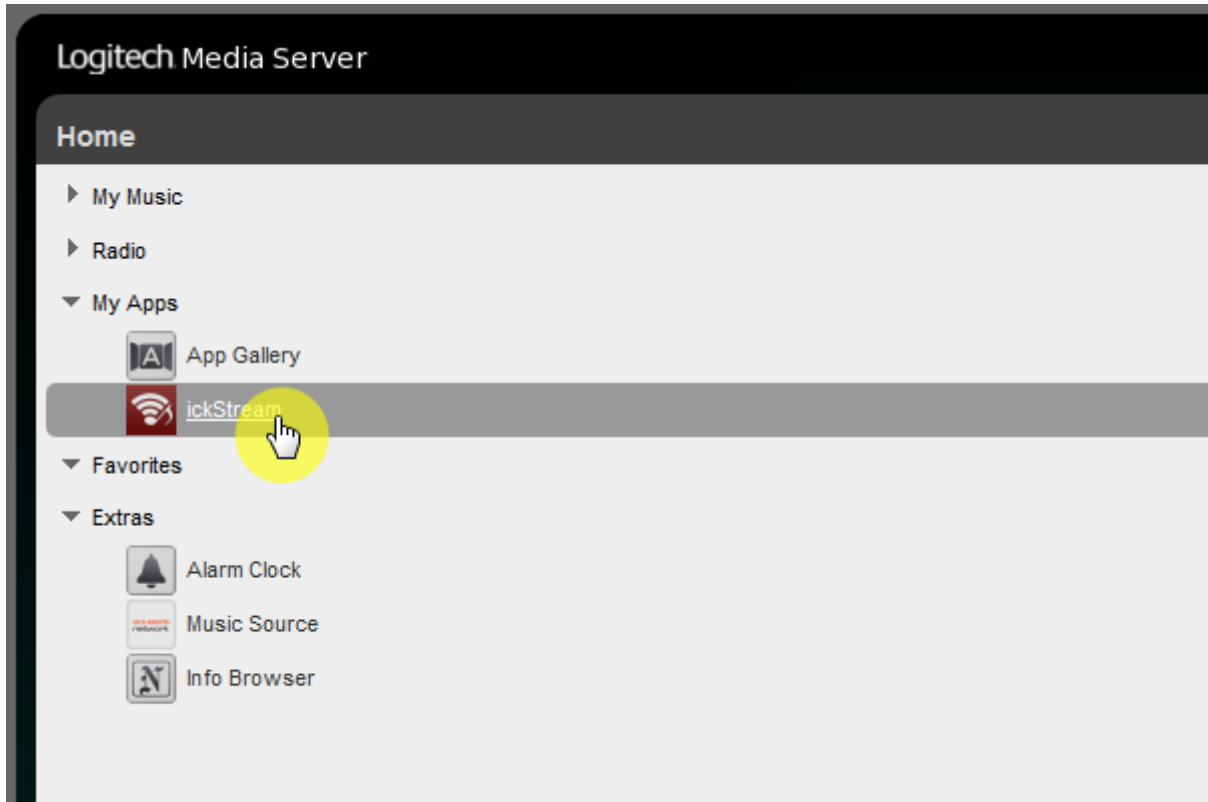 Logitech Media Server
Home
My Music
Radio
My Apps
App Gallery
ickStream
Favorites
Extras
Alarm Clock
Music Source
Info Browser